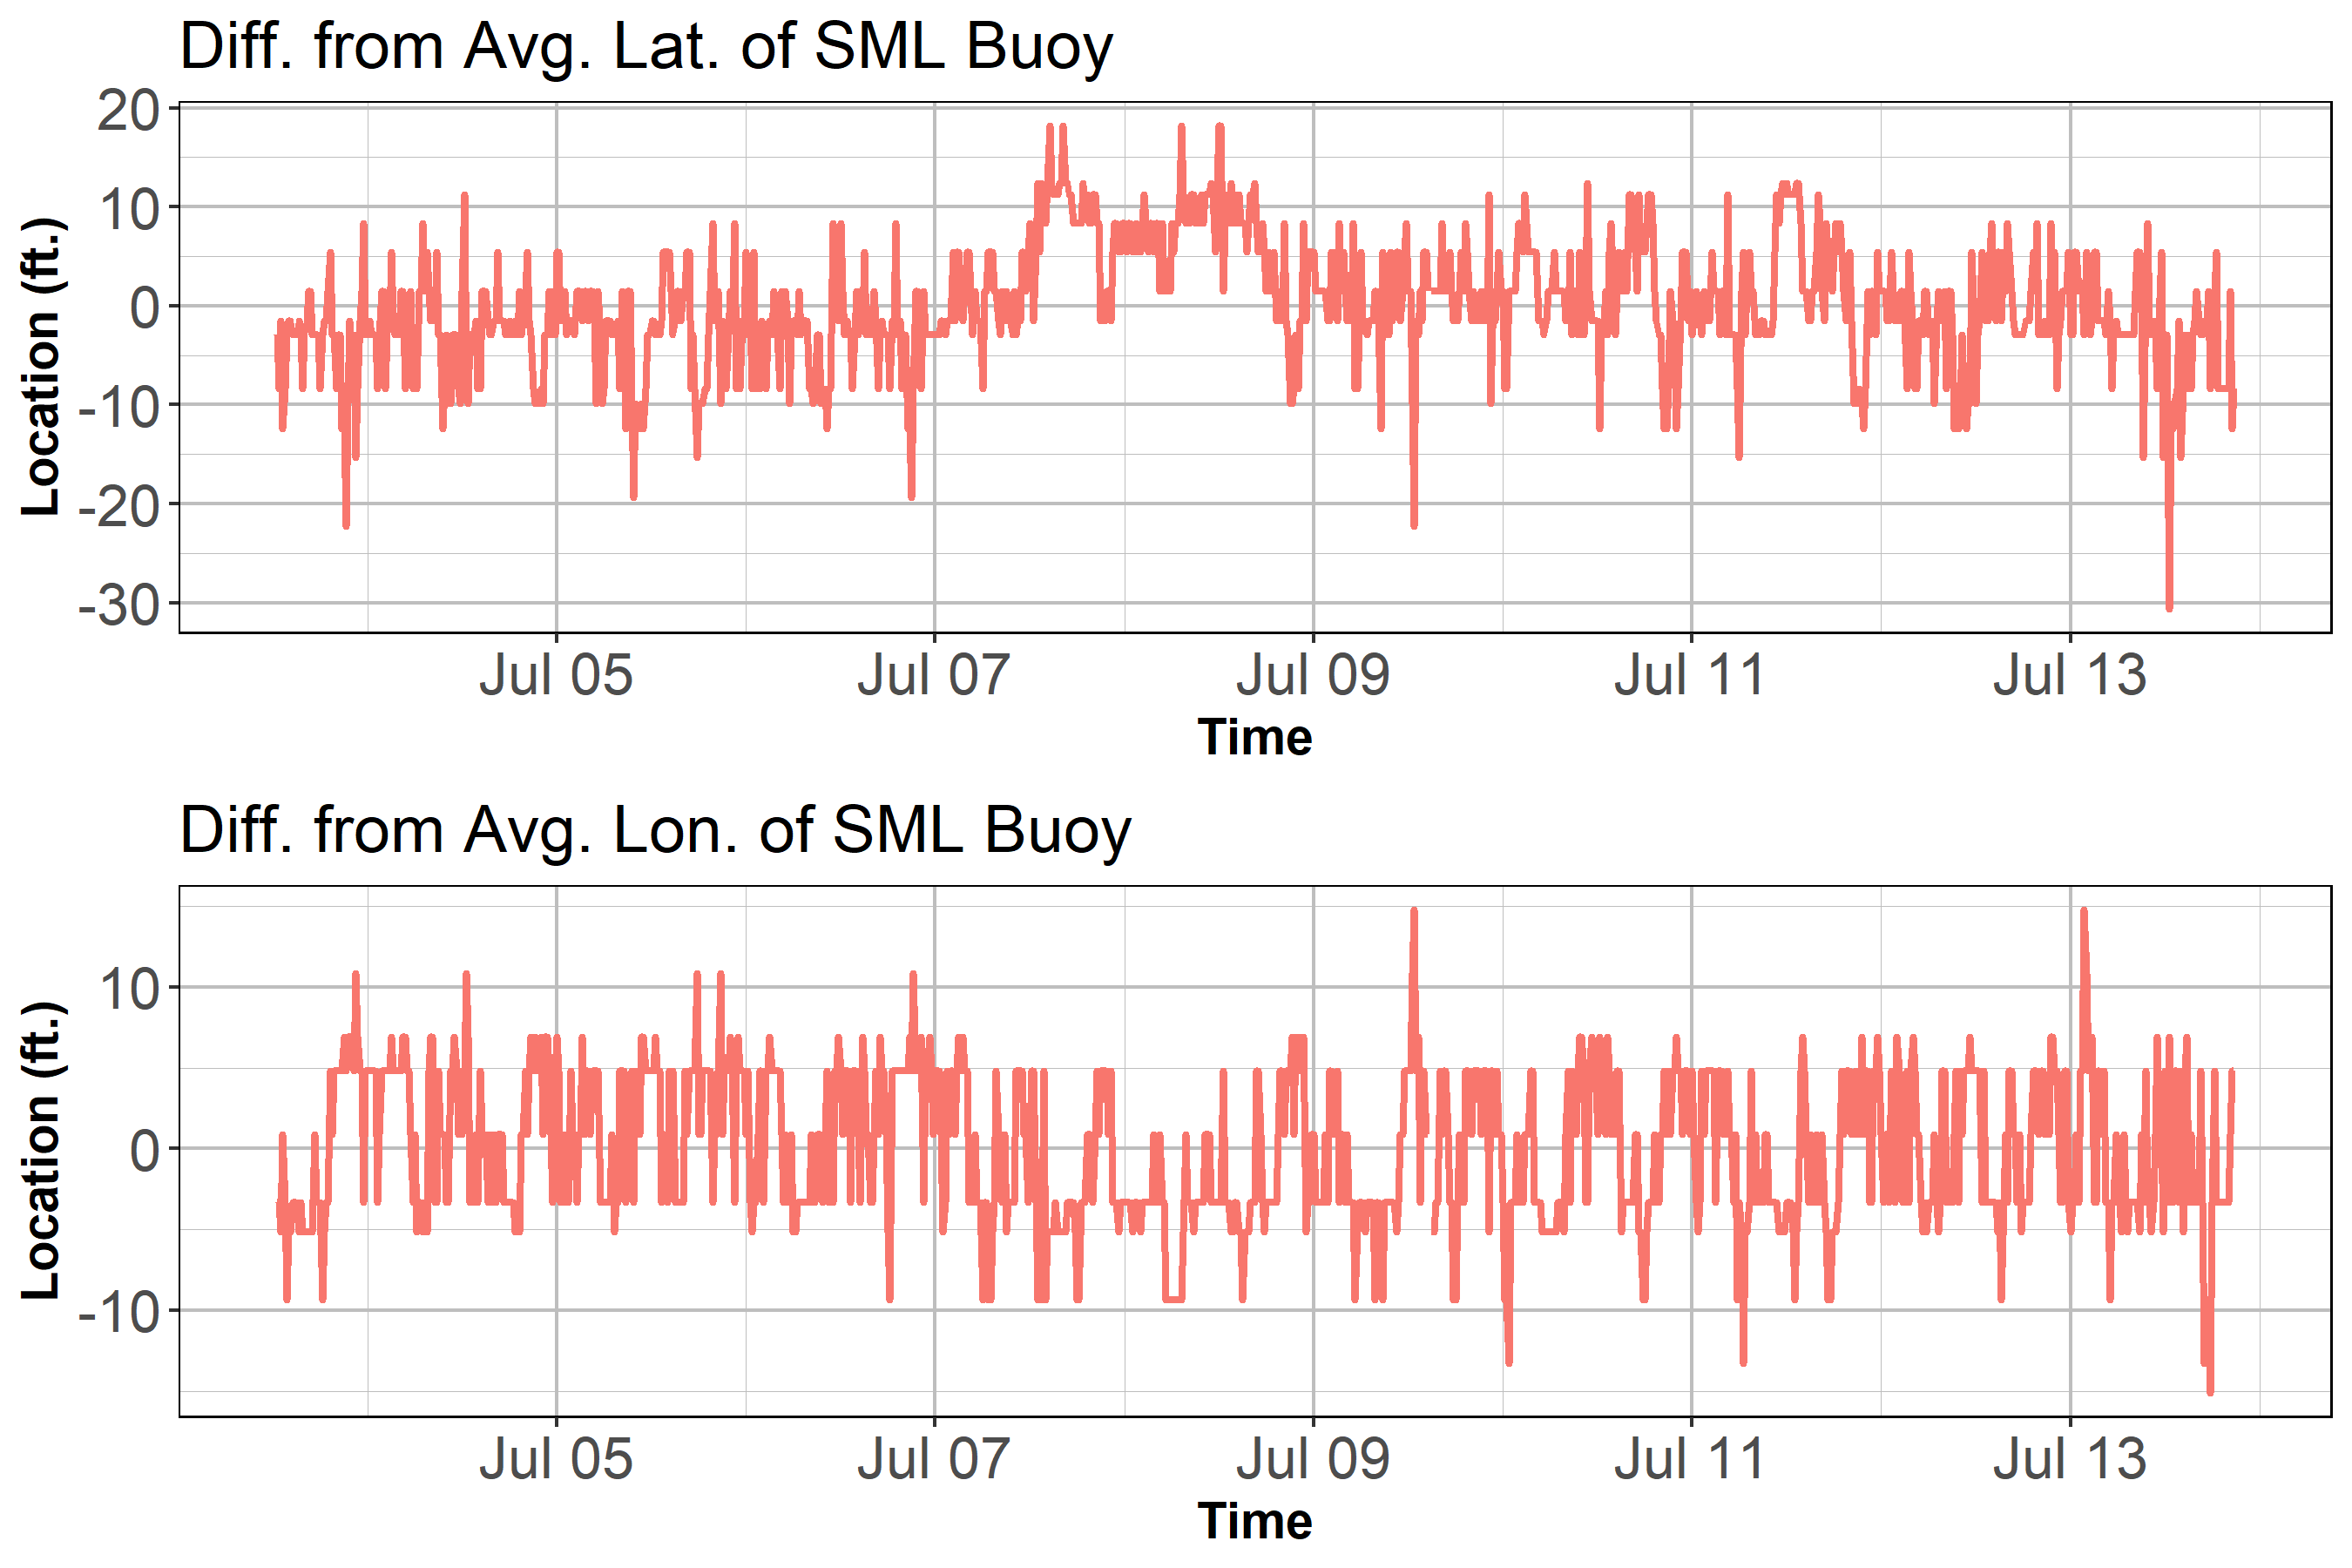 Diff. from Avg. Lat. of SML Buoy
20
10
0
-10
-20
-30
Location (ft.)
Jul 05 Jul 07 Jul 09 Jul 11 Jul 13
Time
Diff. from Avg. Lon. of SML Buoy
10
0
-10
Location (ft.)
Jul 05 Jul 07 Jul 09 Jul 11 Jul 13
Time